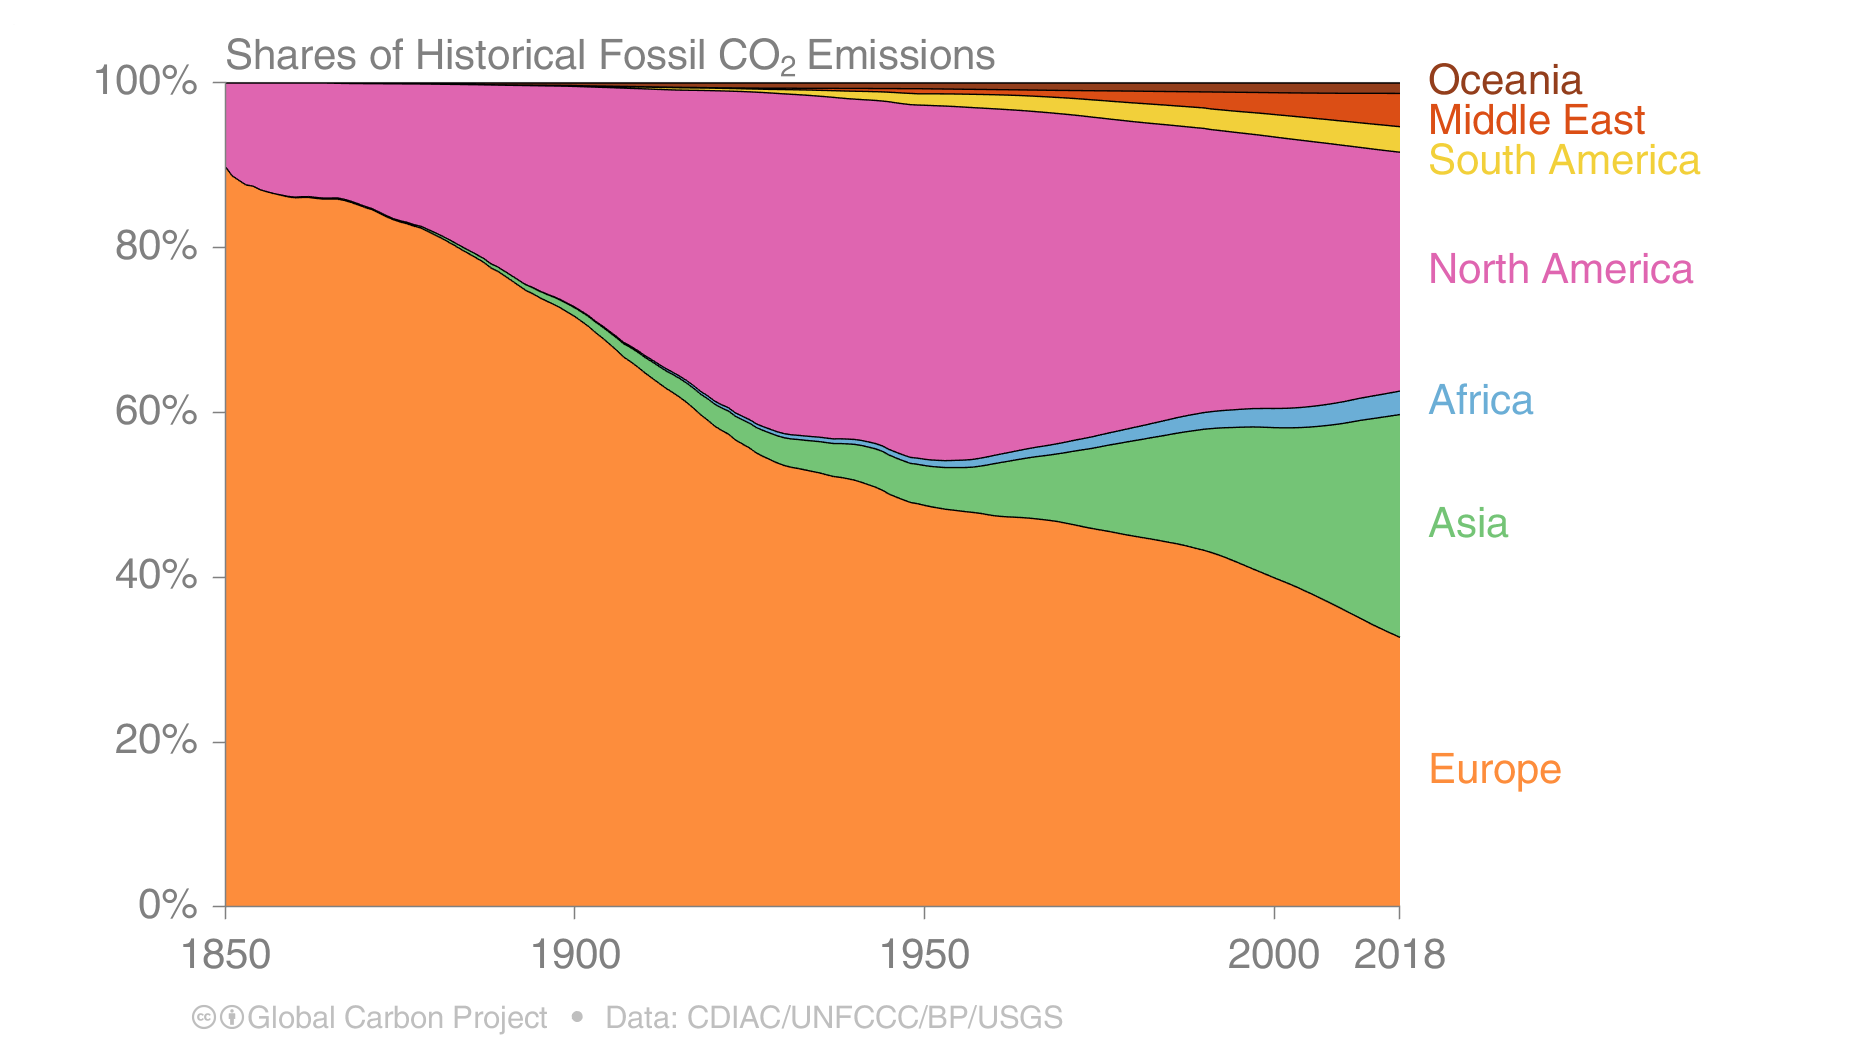 Shares of Historical Fossil CO₂ Emissions
100%
80%
60%
40%
20%
0%
1850
1900
1950
2000
2018
Oceania
Middle East
South America
North America
Africa
Asia
Europe
cc Global Carbon Project • Data: CDIAC/UNFCCC/BP/USGS